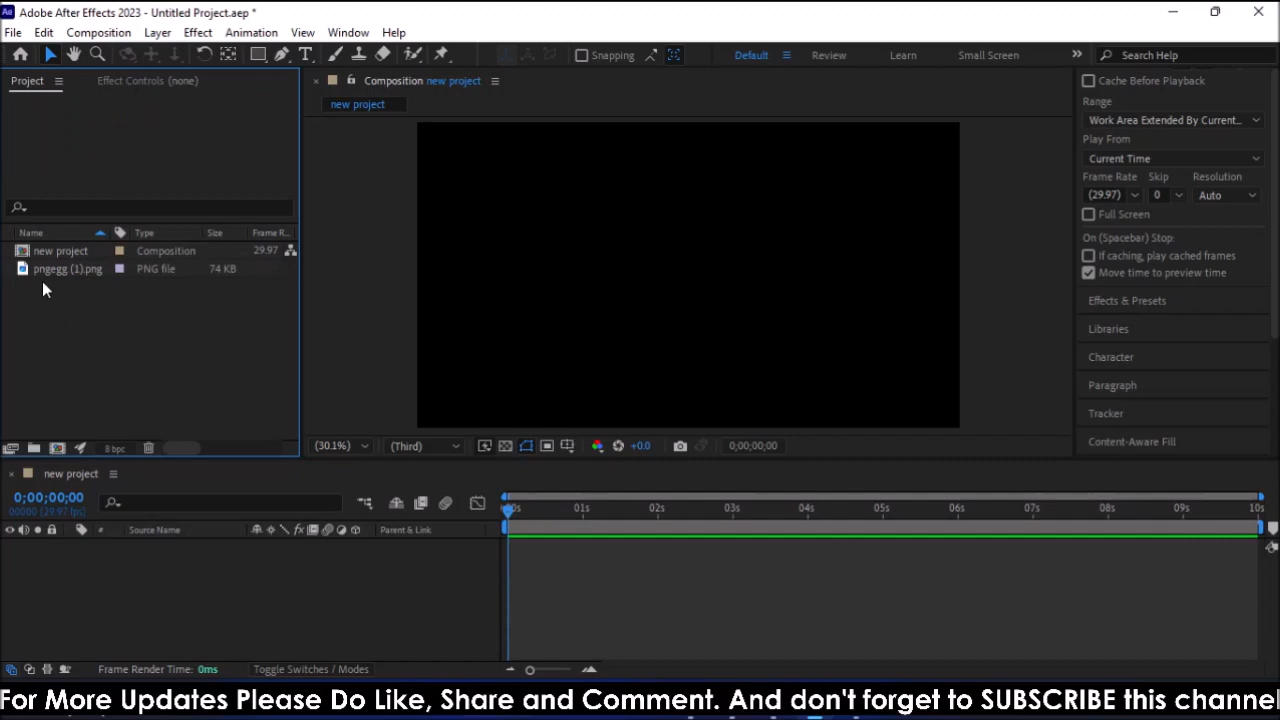 Ae Adobe After Effects 2023 - Untitled Project.aep *
File Edit Composition Layer Effect Animation View Window Help
Snapping Default Review Learn Small Screen Search Help
Project Effect Controls (none)
Composition new project
new project
Cache Before Playback
Range
Work Area Extended By Current...
Play From
Current Time
Frame Rate Skip Resolution
(29.97) 0 Auto
Full Screen
On (Spacebar) Stop:
If caching, play cached frames
Move time to preview time
Effects & Presets
Libraries
Character
Paragraph
Tracker
Content-Aware Fill
Name Type Size Frame R...
new project Composition 29.97
pngegg (1).png PNG file 74 KB
8 bpc
(30.1%) (Third) +0.0 0;00;00;00
new project
0;00;00;00
00000 (29.97 fps)
# Source Name fx Parent & Link
01s 02s 03s 04s 05s 06s 07s 08s 09s 10s
Frame Render Time: 0ms Toggle Switches / Modes
For More Updates Please Do Like, Share and Comment. And don't forget to SUBSCRIBE this channel